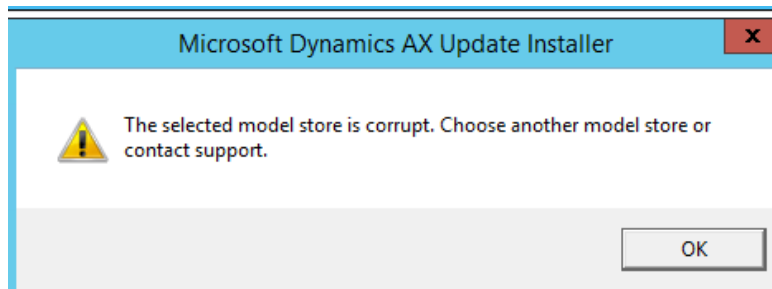 Microsoft Dynamics AX Update Installer
x
The selected model store is corrupt. Choose another model store or
contact support.
OK